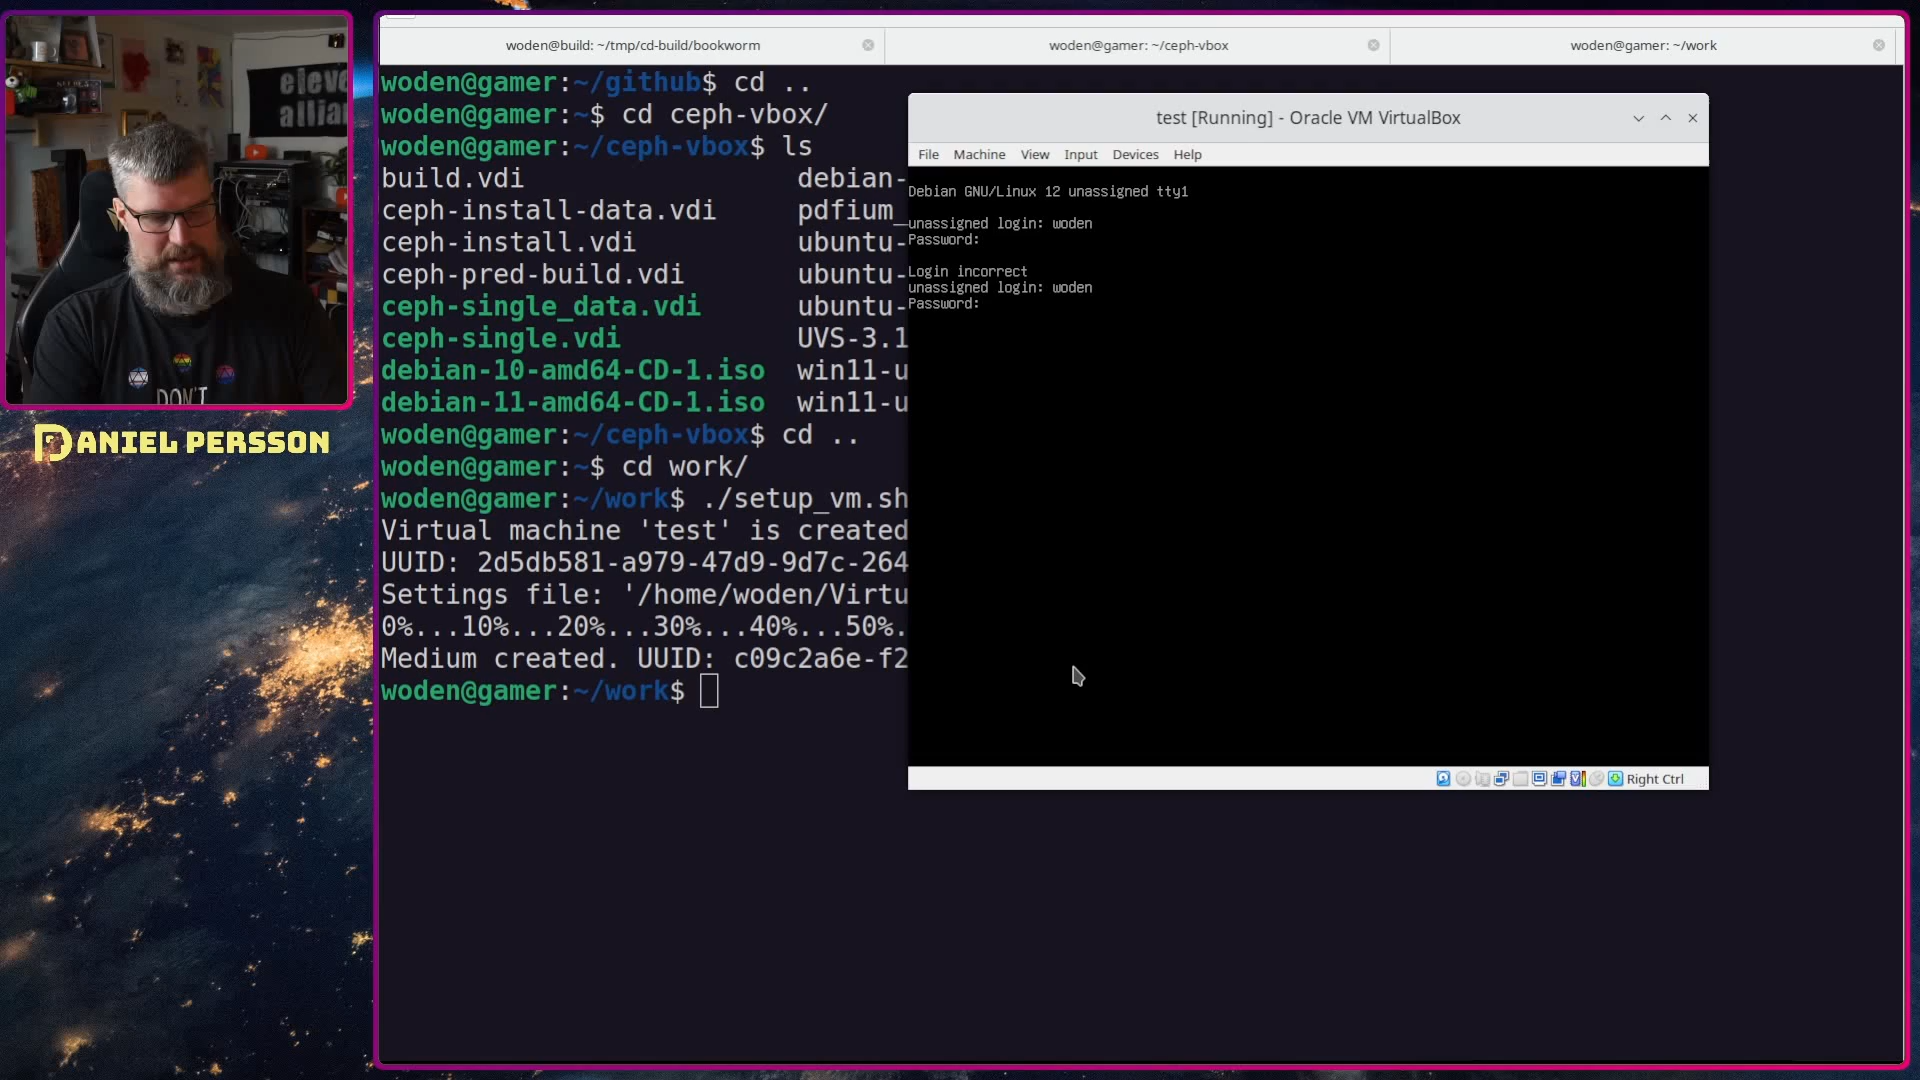 woden@build: ~/tmp/cd-build/bookworm
woden@gamer: ~/ceph-vbox
woden@gamer: ~/work
eleve
allian
DON'T
DANIEL PERSSON
woden@gamer:~/github$ cd ..
woden@gamer:~$ cd ceph-vbox/
woden@gamer:~/ceph-vbox$ ls
build.vdi debian-
ceph-install-data.vdi pdfium_
ceph-install.vdi ubuntu-
ceph-pred-build.vdi ubuntu-
ceph-single_data.vdi ubuntu-
ceph-single.vdi UVS-3.1
debian-10-amd64-CD-1.iso win11-u
debian-11-amd64-CD-1.iso win11-u
woden@gamer:~/ceph-vbox$ cd ..
woden@gamer:~$ cd work/
woden@gamer:~/work$ ./setup_vm.sh
Virtual machine 'test' is created
UUID: 2d5db581-a979-47d9-9d7c-264
Settings file: '/home/woden/Virtu
0%...10%...20%...30%...40%...50%.
Medium created. UUID: c09c2a6e-f2
woden@gamer:~/work$
test [Running] - Oracle VM VirtualBox
File Machine View Input Devices Help
Debian GNU/Linux 12 unassigned tty1
unassigned login: woden
Password:
Login incorrect
unassigned login: woden
Password:
Right Ctrl